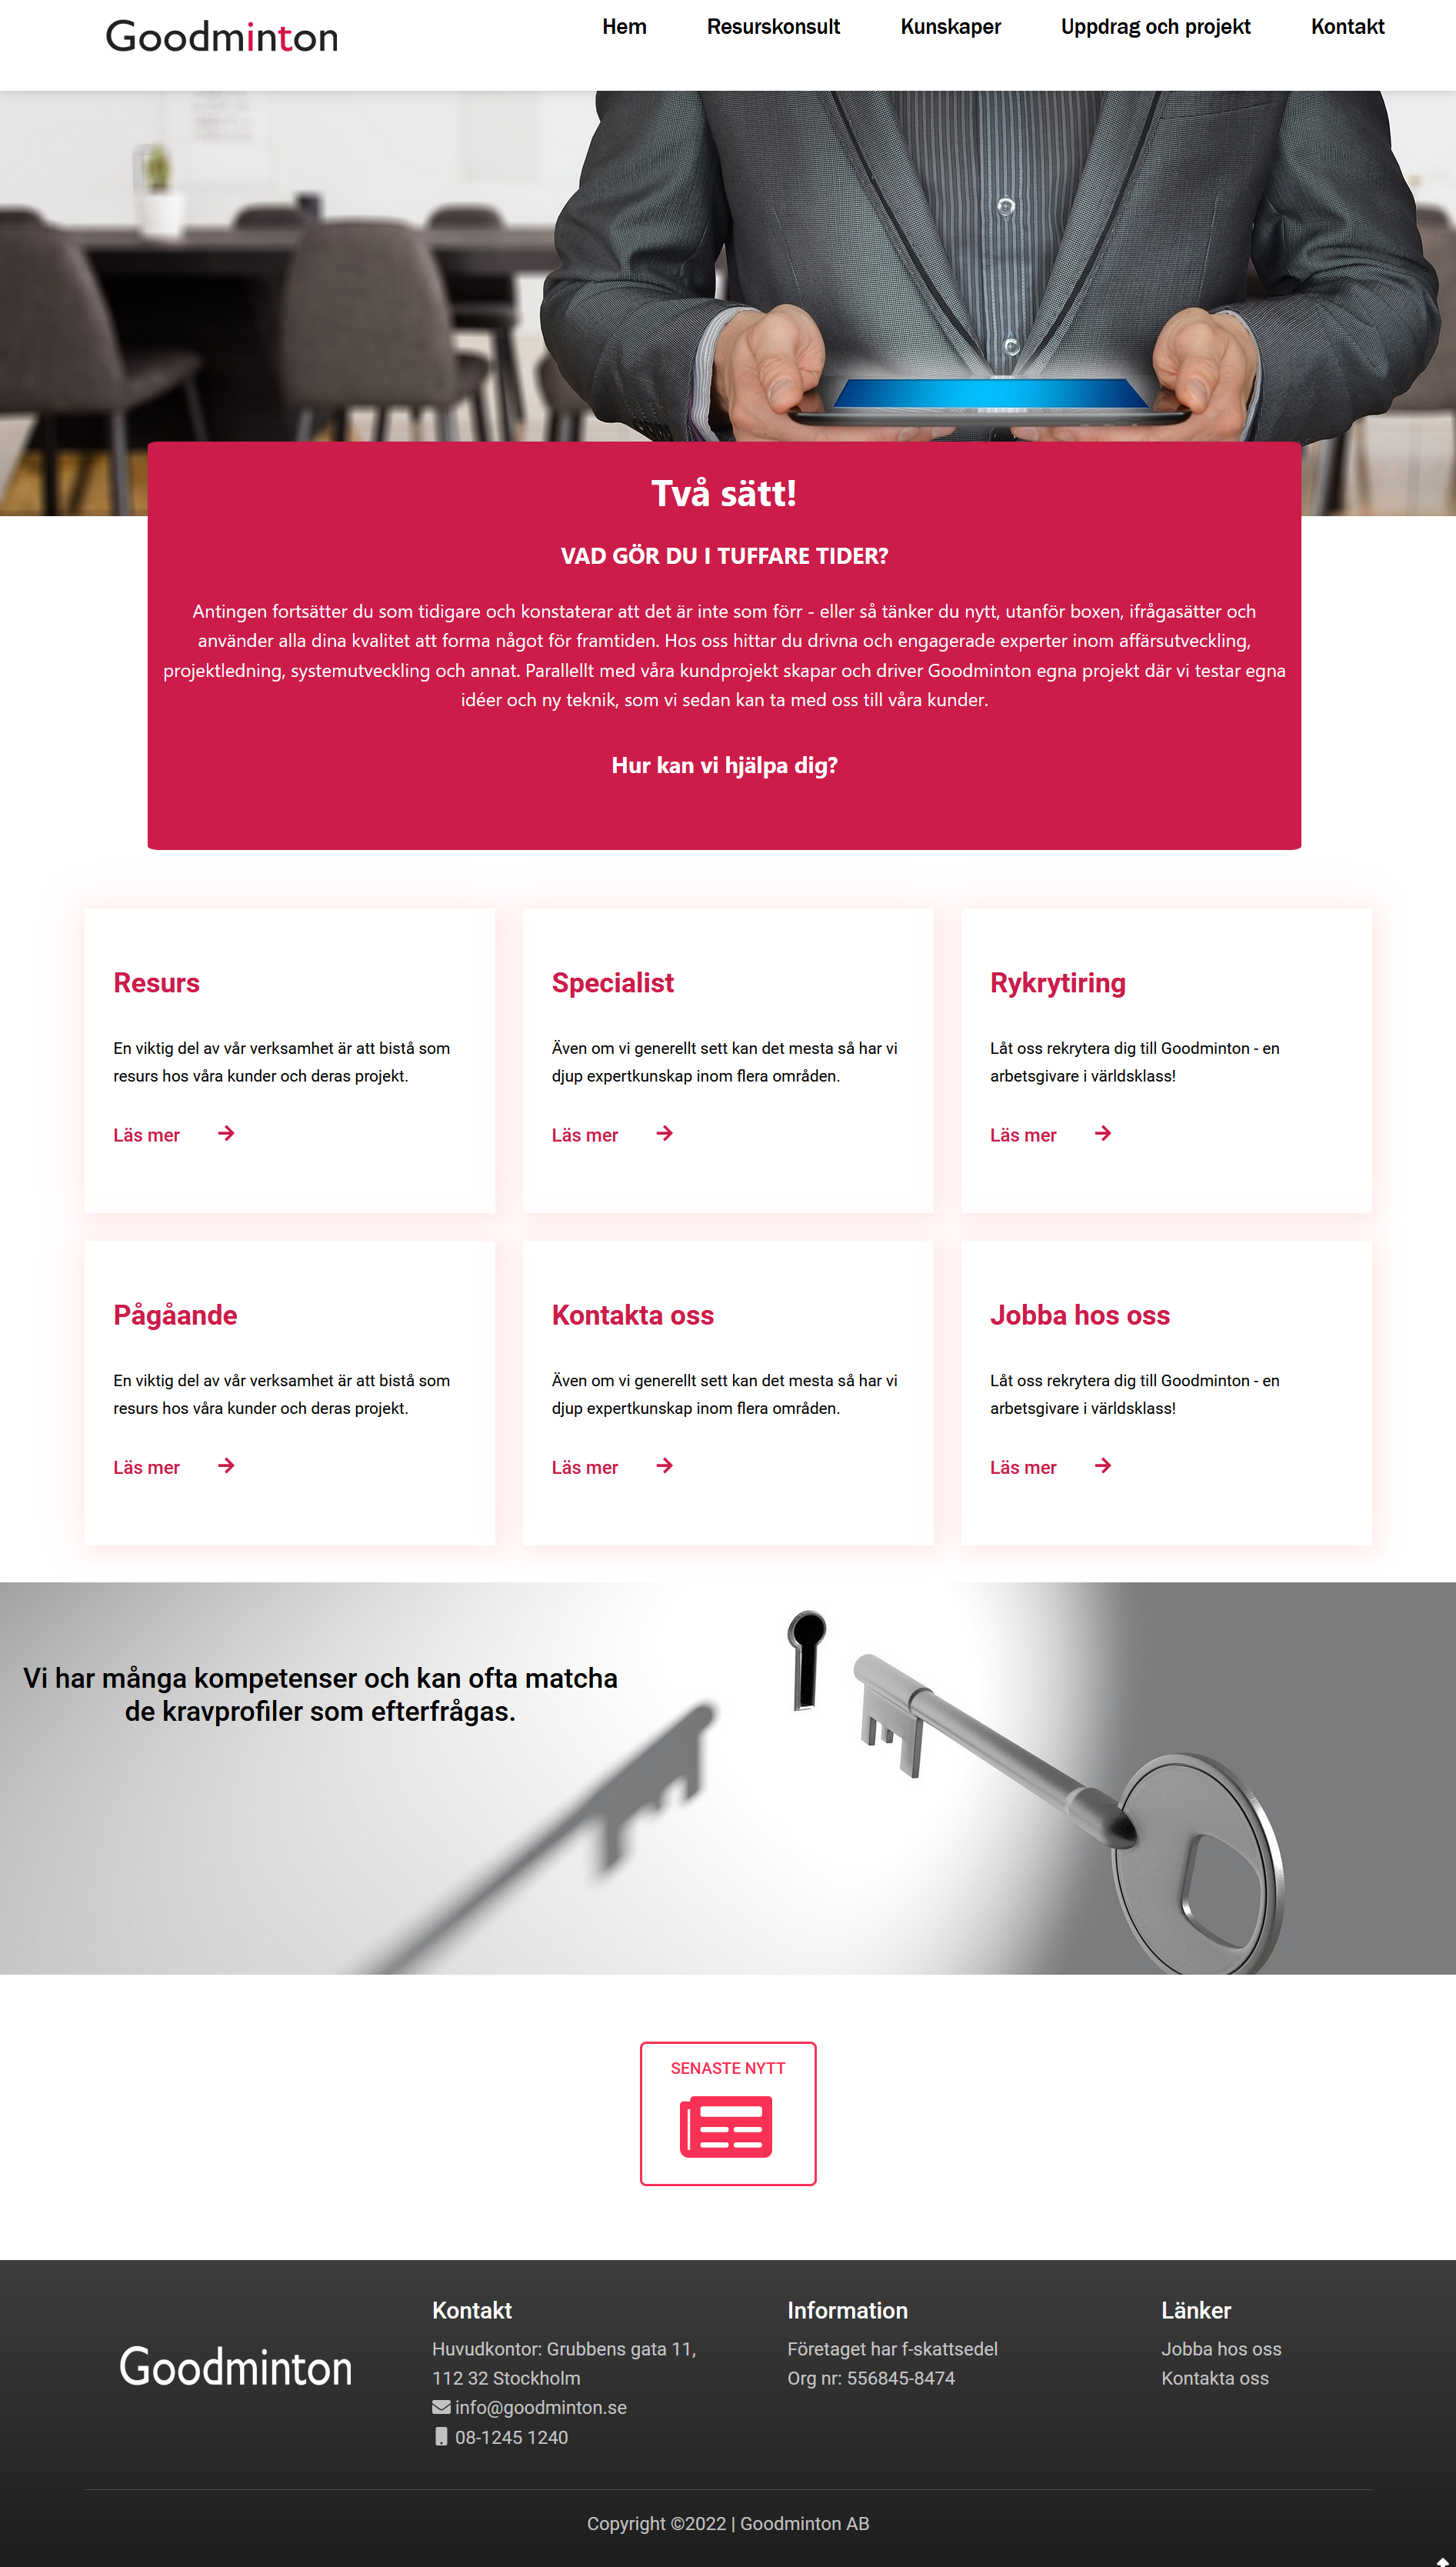 Goodminton
Hem Resurskonsult Kunskaper Uppdrag och projekt Kontakt
Två sätt!
VAD GÖR DU I TUFFARE TIDER?
Antingen fortsätter du som tidigare och konstaterar att det är inte som förr - eller så tänker du nytt, utanför boxen, ifrågasätter och
använder alla dina kvalitet att forma något för framtiden. Hos oss hittar du drivna och engagerade experter inom affärsutveckling,
projektledning, systemutveckling och annat. Parallellt med våra kundprojekt skapar och driver Goodminton egna projekt där vi testar egna
idéer och ny teknik, som vi sedan kan ta med oss till våra kunder.
Hur kan vi hjälpa dig?
Resurs
En viktig del av vår verksamhet är att bistå som
resurs hos våra kunder och deras projekt.
Läs mer
Specialist
Även om vi generellt sett kan det mesta så har vi
djup expertkunskap inom flera områden.
Läs mer
Rykrytiring
Låt oss rekrytera dig till Goodminton - en
arbetsgivare i världsklass!
Läs mer
Pågåande
En viktig del av vår verksamhet är att bistå som
resurs hos våra kunder och deras projekt.
Läs mer
Kontakta oss
Även om vi generellt sett kan det mesta så har vi
djup expertkunskap inom flera områden.
Läs mer
Jobba hos oss
Låt oss rekrytera dig till Goodminton - en
arbetsgivare i världsklass!
Läs mer
Vi har många kompetenser och kan ofta matcha
de kravprofiler som efterfrågas.
SENASTE NYTT
Goodminton
Kontakt
Huvudkontor: Grubbens gata 11,
112 32 Stockholm
info@goodminton.se
08-1245 1240
Information
Företaget har f-skattsedel
Org nr: 556845-8474
Länker
Jobba hos oss
Kontakta oss
Copyright ©2022 | Goodminton AB